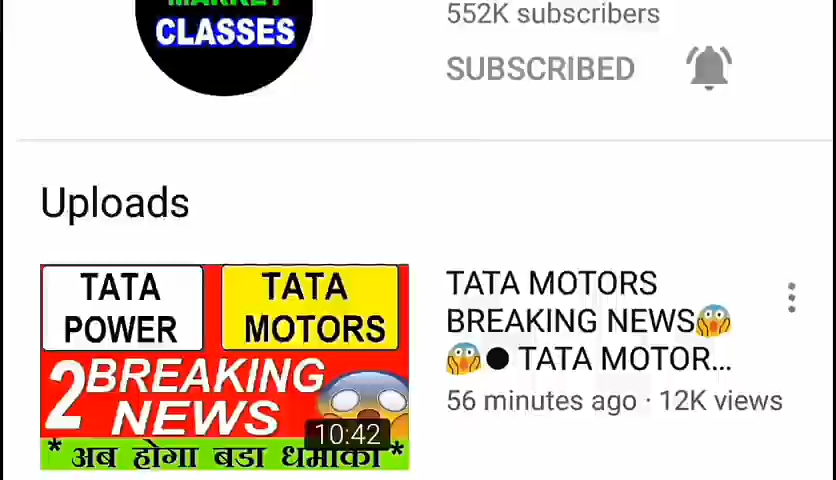 MARKET
CLASSES
552K subscribers
SUBSCRIBED
Uploads
TATA
POWER
TATA
MOTORS
2 BREAKING
NEWS
10:42
* अब होगा बडा धमाका *
TATA MOTORS
BREAKING NEWS😱
😱● TATA MOTOR...
56 minutes ago · 12K views